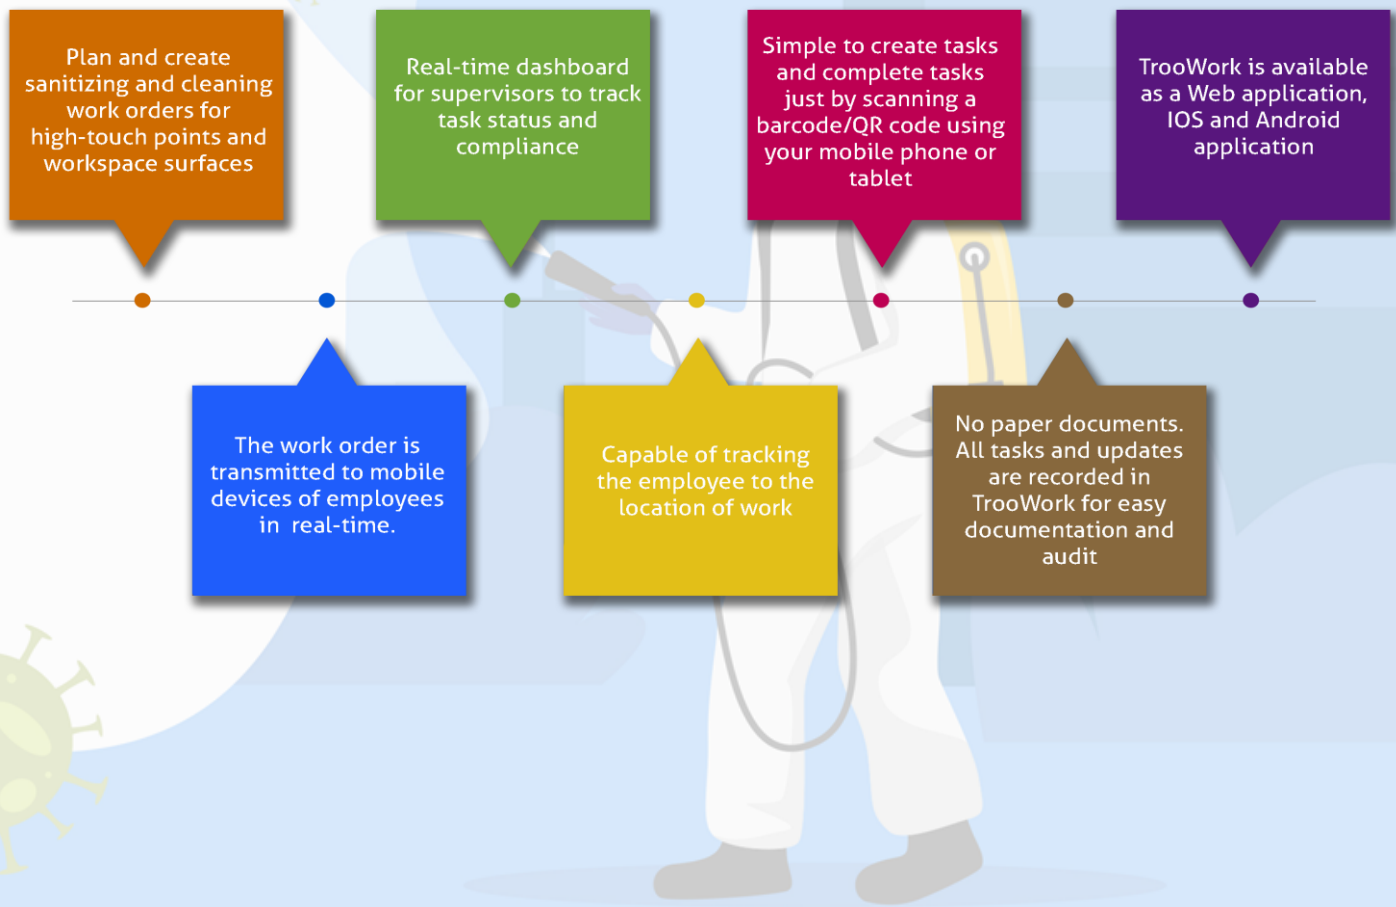 Plan and create
sanitizing and cleaning
work orders for
high-touch points and
workspace surfaces
The work order is
transmitted to mobile
devices of employees
in real-time.
Real-time dashboard
for supervisors to track
task status and
compliance
Capable of tracking
the employee to the
location of work
Simple to create tasks
and complete tasks
just by scanning a
barcode/QR code using
your mobile phone or
tablet
No paper documents.
All tasks and updates
are recorded in
TrooWork for easy
documentation and
audit
TrooWork is available
as a Web application,
IOS and Android
application